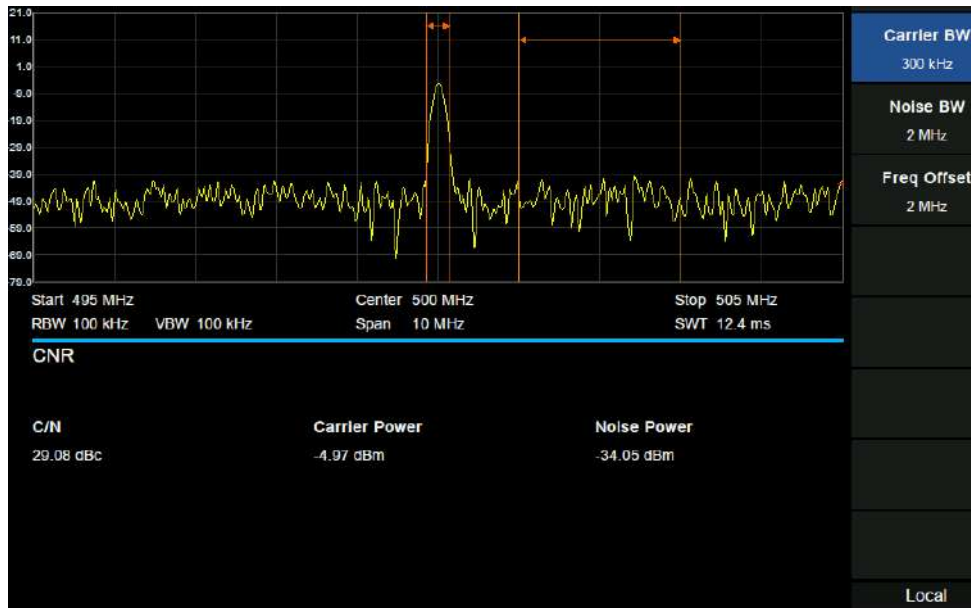 21.0
11.0
1.0
-9.0
-19.0
-29.0
-39.0
-49.0
-59.0
-69.0
-79.0
Start 495 MHz Center 500 MHz Stop 505 MHz
RBW 100 kHz VBW 100 kHz Span 10 MHz SWT 12.4 ms
CNR
C/N Carrier Power Noise Power
29.08 dBc -4.97 dBm -34.05 dBm
Carrier BW
300 kHz
Noise BW
2 MHz
Freq Offset
2 MHz
Local